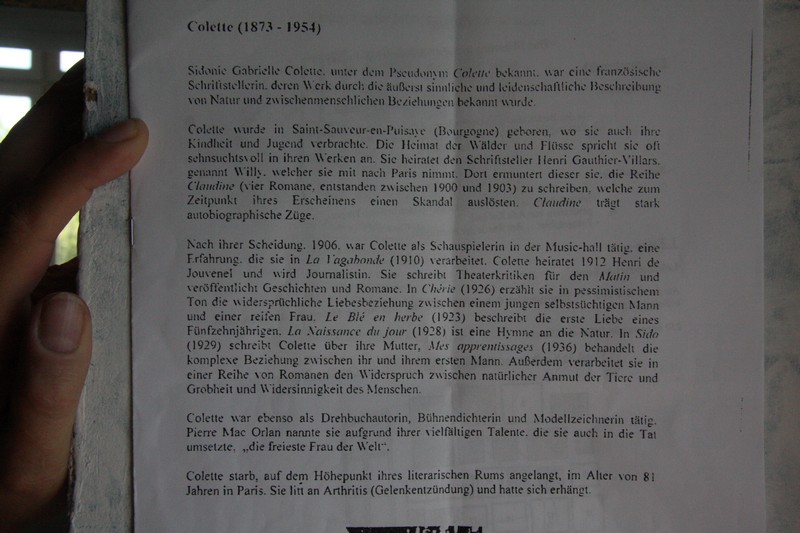 Colette (1873 - 1954)
Sidonie Gabrielle Colette, unter dem Pseudonym Colette bekannt, war eine französische
Schriftstellerin, deren Werk durch die äußerst sinnliche und leidenschaftliche Beschreibung
von Natur und zwischenmenschlichen Beziehungen bekannt wurde.
Colette wurde in Saint-Sauveur-en-Puisaye (Bourgogne) geboren, wo sie auch ihre
Kindheit und Jugend verbrachte. Die Heimat der Wälder und Flüsse spricht sie oft
sehnsuchtsvoll in ihren Werken an. Sie heiratet den Schriftsteller Henri Gauthier-Villars,
genannt Willy, welcher sie mit nach Paris nimmt. Dort ermuntert dieser sie, die Reihe
Claudine (vier Romane, entstanden zwischen 1900 und 1903) zu schreiben, welche zum
Zeitpunkt ihres Erscheinens einen Skandal auslösten. Claudine trägt stark
autobiographische Züge.
Nach ihrer Scheidung, 1906, war Colette als Schauspielerin in der Music-hall tätig, eine
Erfahrung, die sie in La Vagabonde (1910) verarbeitet. Colette heiratet 1912 Henri de
Jouvenel und wird Journalistin. Sie schreibt Theaterkritiken für den Matin und
veröffentlicht Geschichten und Romane. In Chérie (1926) erzählt sie in pessimistischem
Ton die widersprüchliche Liebesbeziehung zwischen einem jungen selbstsüchtigen Mann
und einer reifen Frau. Le Blé en herbe (1923) beschreibt die erste Liebe eines
Fünfzehnjährigen. La Naissance du jour (1928) ist eine Hymne an die Natur. In Sido
(1929) schreibt Colette über ihre Mutter, Mes apprentissages (1936) behandelt die
komplexe Beziehung zwischen ihr und ihrem ersten Mann. Außerdem verarbeitet sie in
einer Reihe von Romanen den Widerspruch zwischen natürlicher Anmut der Tiere und
Grobheit und Widersinnigkeit des Menschen.
Colette war ebenso als Drehbuchautorin, Bühnendichterin und Modellzeichnerin tätig.
Pierre Mac Orlan nannte sie aufgrund ihrer vielfältigen Talente, die sie auch in die Tat
umsetzte, „die freieste Frau der Welt“.
Colette starb, auf dem Höhepunkt ihres literarischen Rums angelangt, im Alter von 81
Jahren in Paris. Sie litt an Arthritis (Gelenkentzündung) und hatte sich erhängt.